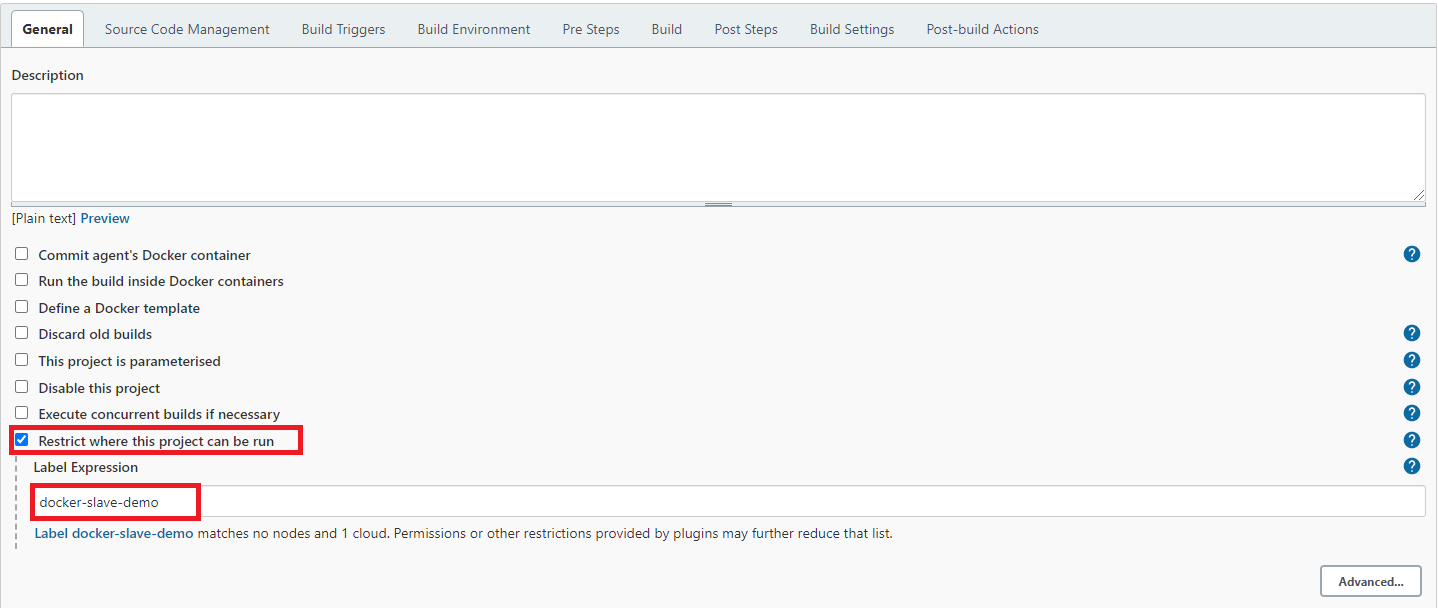 General Source Code Management Build Triggers Build Environment Pre Steps Build Post Steps Build Settings Post-build Actions
Description
[Plain text] Preview
Commit agent's Docker container ?
Run the build inside Docker containers
Define a Docker template
Discard old builds ?
This project is parameterised ?
Disable this project ?
Execute concurrent builds if necessary ?
Restrict where this project can be run ?
Label Expression ?
docker-slave-demo
Label docker-slave-demo matches no nodes and 1 cloud. Permissions or other restrictions provided by plugins may further reduce that list.
Advanced...